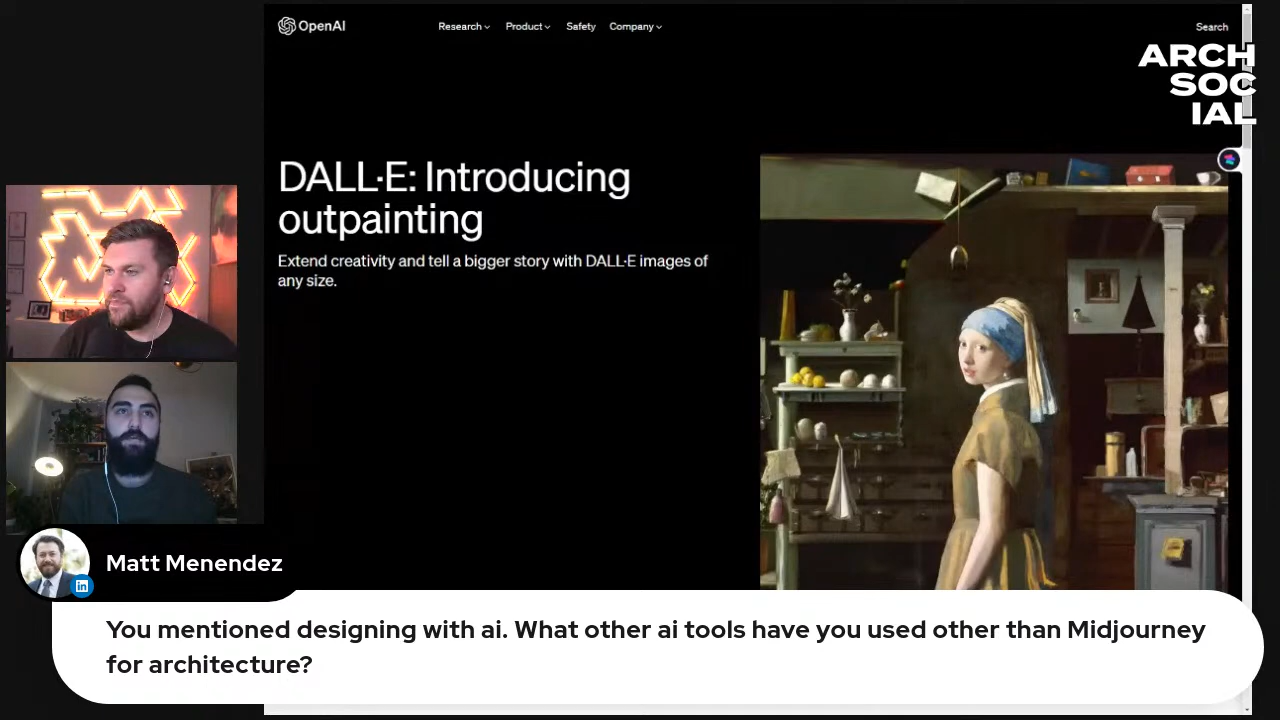 OpenAI
Research
Product
Safety
Company
Search
ARCH
SOC
IAL
DALL·E: Introducing
outpainting
Extend creativity and tell a bigger story with DALL·E images of
any size.
Matt Menendez
in
You mentioned designing with ai. What other ai tools have you used other than Midjourney
for architecture?